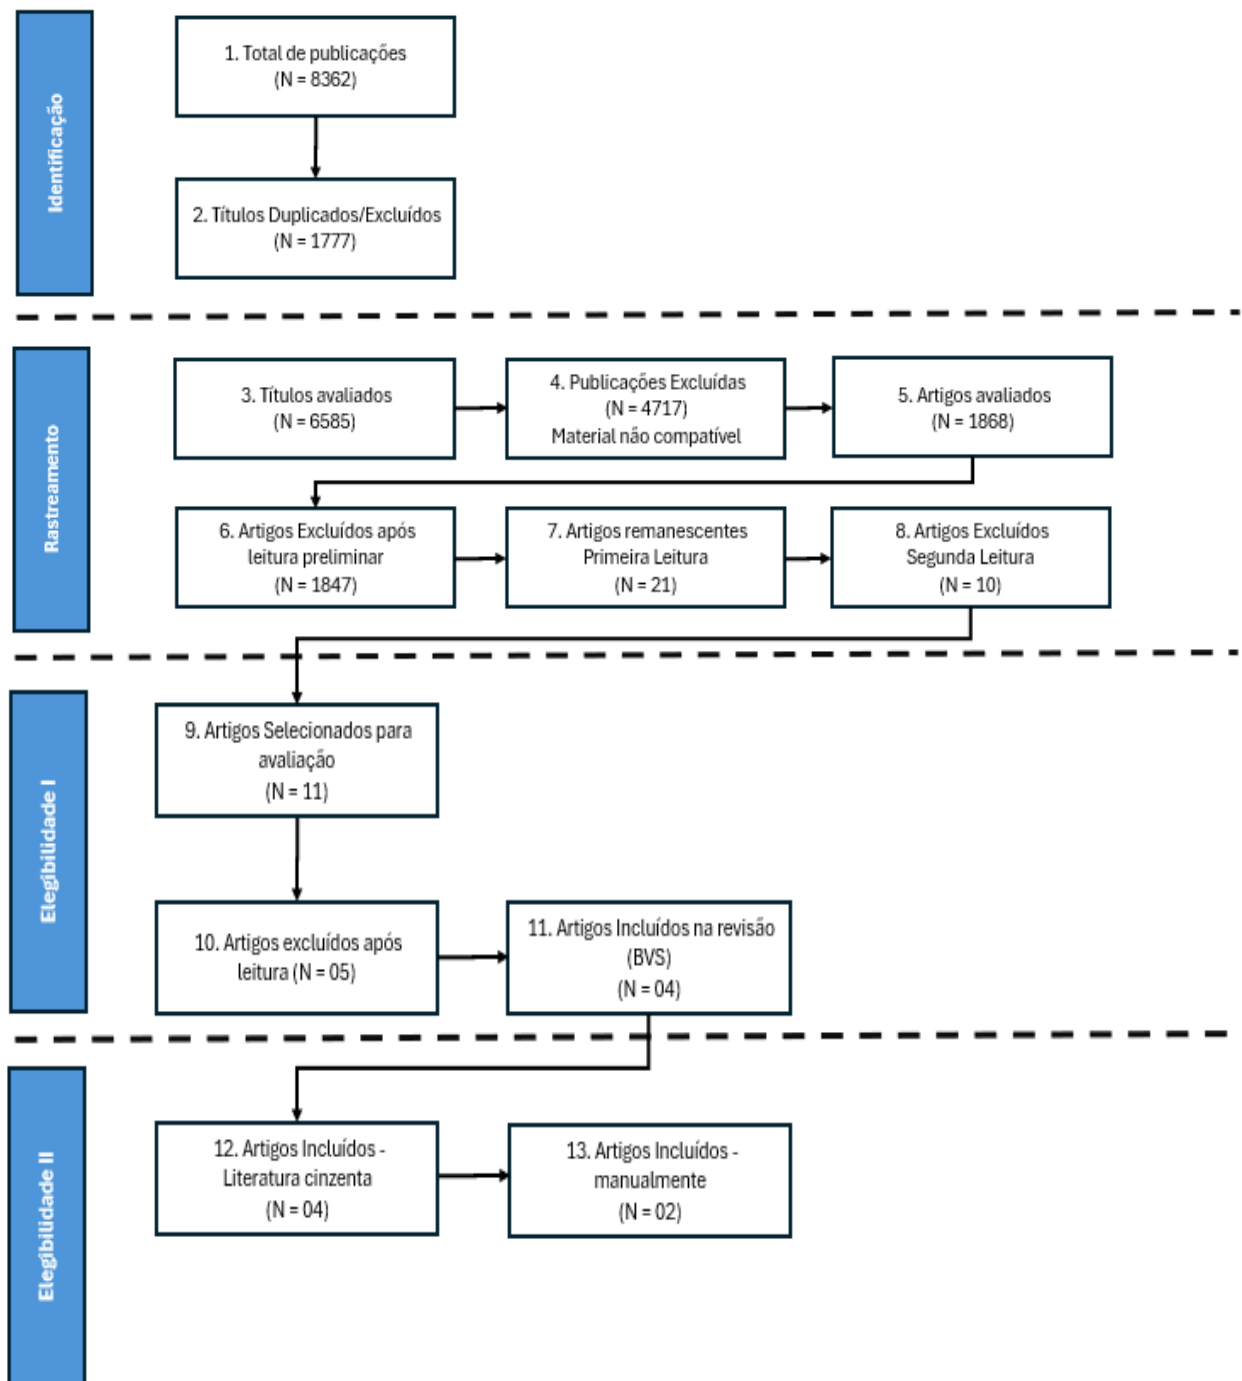 Identificação
1. Total de publicações
(N = 8362)
2. Títulos Duplicados/Excluídos
(N = 1777)
Rastreamento
3. Títulos avaliados
(N = 6585)
4. Publicações Excluídas
(N = 4717)
Material não compatível
5. Artigos avaliados
(N = 1868)
6. Artigos Excluídos após
leitura preliminar
(N = 1847)
7. Artigos remanescentes
Primeira Leitura
(N = 21)
8. Artigos Excluídos
Segunda Leitura
(N = 10)
Elegibilidade I
9. Artigos Selecionados para
avaliação
(N = 11)
10. Artigos excluídos após
leitura (N = 05)
11. Artigos Incluídos na revisão
(BVS)
(N = 04)
Elegibilidade II
12. Artigos Incluídos -
Literatura cinzenta
(N = 04)
13. Artigos Incluídos -
manualmente
(N = 02)